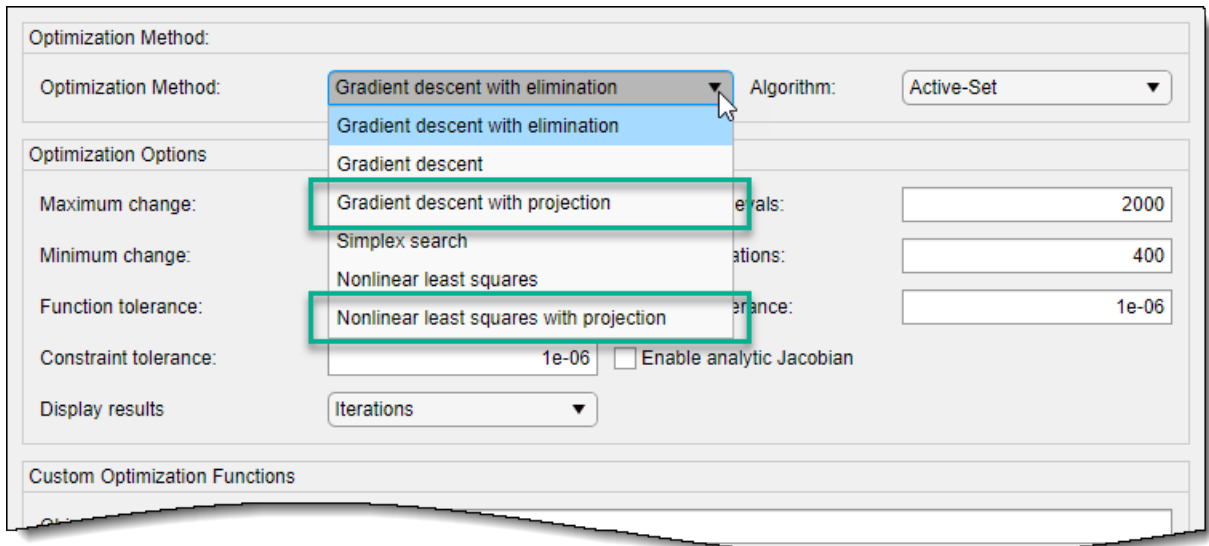 Optimization Method:
Optimization Method: Gradient descent with elimination Algorithm: Active-Set
Gradient descent with elimination
Optimization Options
Gradient descent
Maximum change: Gradient descent with projection evals: 2000
Simplex search
Minimum change: ations: 400
Nonlinear least squares
Function tolerance: Nonlinear least squares with projection erance: 1e-06
Constraint tolerance: 1e-06 Enable analytic Jacobian
Display results Iterations
Custom Optimization Functions